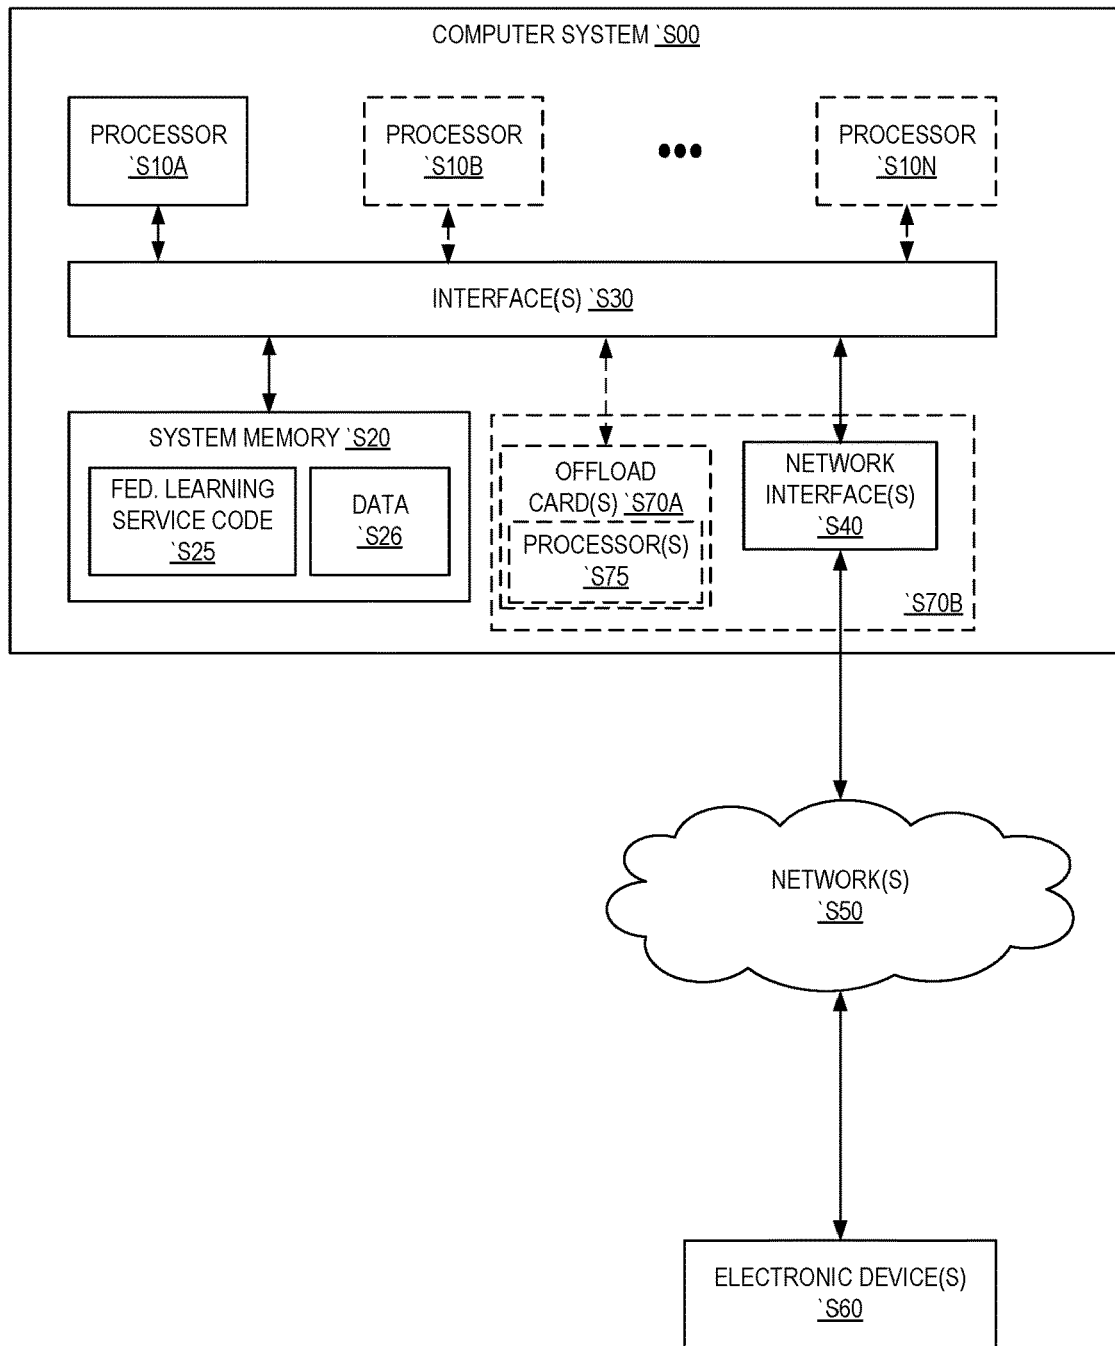 COMPUTER SYSTEM `S00
PROCESSOR
`S10A
PROCESSOR
`S10B
PROCESSOR
`S10N
INTERFACE(S) `S30
SYSTEM MEMORY `S20
FED. LEARNING
SERVICE CODE
`S25
DATA
`S26
OFFLOAD
CARD(S) `S70A
PROCESSOR(S)
`S75
NETWORK
INTERFACE(S)
`S40
`S70B
NETWORK(S)
`S50
ELECTRONIC DEVICE(S)
`S60